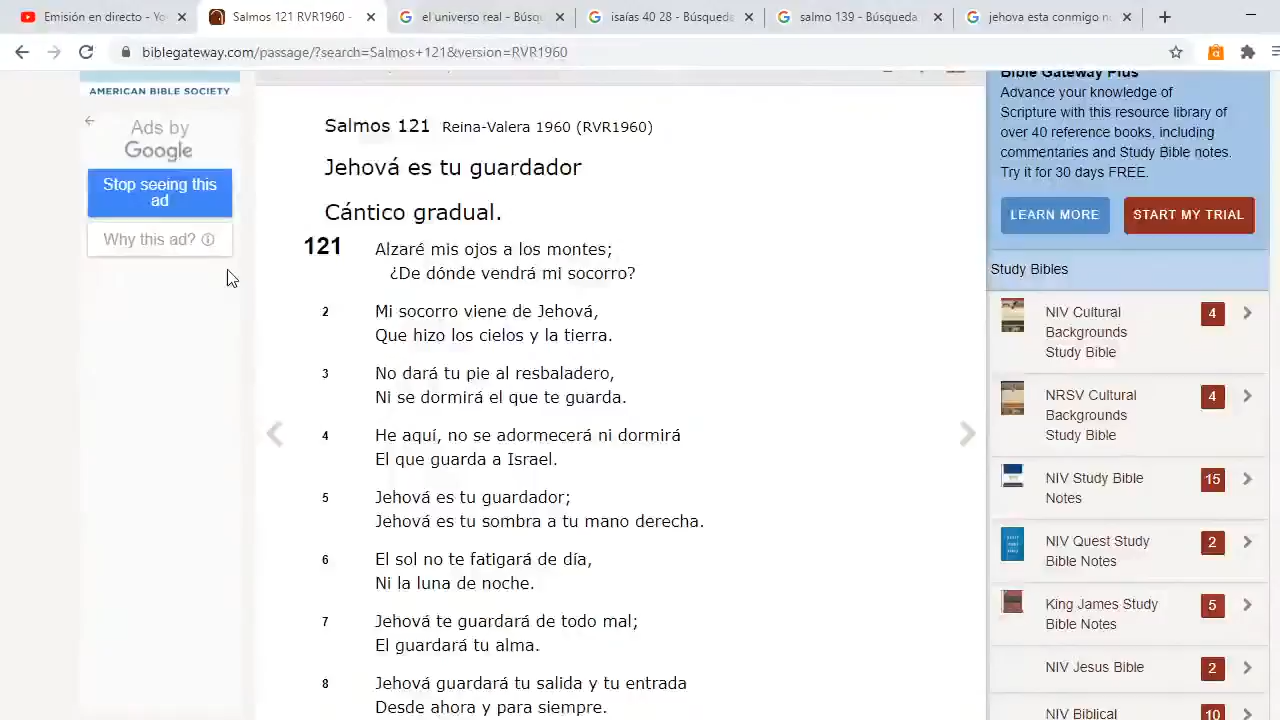 Emisión en directo - Yo
Salmos 121 RVR1960 -
el universo real - Búsqu
isaías 40 28 - Búsqueda
salmo 139 - Búsqueda
jehova esta conmigo n
biblegateway.com/passage/?search=Salmos+121&version=RVR1960
AMERICAN BIBLE SOCIETY
Ads by
Google
Stop seeing this
ad
Why this ad?
Salmos 121 Reina-Valera 1960 (RVR1960)
Jehová es tu guardador
Cántico gradual.
121 Alzaré mis ojos a los montes;
¿De dónde vendrá mi socorro?
2 Mi socorro viene de Jehová,
Que hizo los cielos y la tierra.
3 No dará tu pie al resbaladero,
Ni se dormirá el que te guarda.
4 He aquí, no se adormecerá ni dormirá
El que guarda a Israel.
5 Jehová es tu guardador;
Jehová es tu sombra a tu mano derecha.
6 El sol no te fatigará de día,
Ni la luna de noche.
7 Jehová te guardará de todo mal;
El guardará tu alma.
8 Jehová guardará tu salida y tu entrada
Desde ahora y para siempre.
Bible Gateway Plus
Advance your knowledge of
Scripture with this resource library of
over 40 reference books, including
commentaries and Study Bible notes.
Try it for 30 days FREE.
LEARN MORE START MY TRIAL
Study Bibles
NIV Cultural 4
Backgrounds
Study Bible
NRSV Cultural 4
Backgrounds
Study Bible
NIV Study Bible 15
Notes
NIV Quest Study 2
Bible Notes
King James Study 5
Bible Notes
NIV Jesus Bible 2
NIV Biblical 10